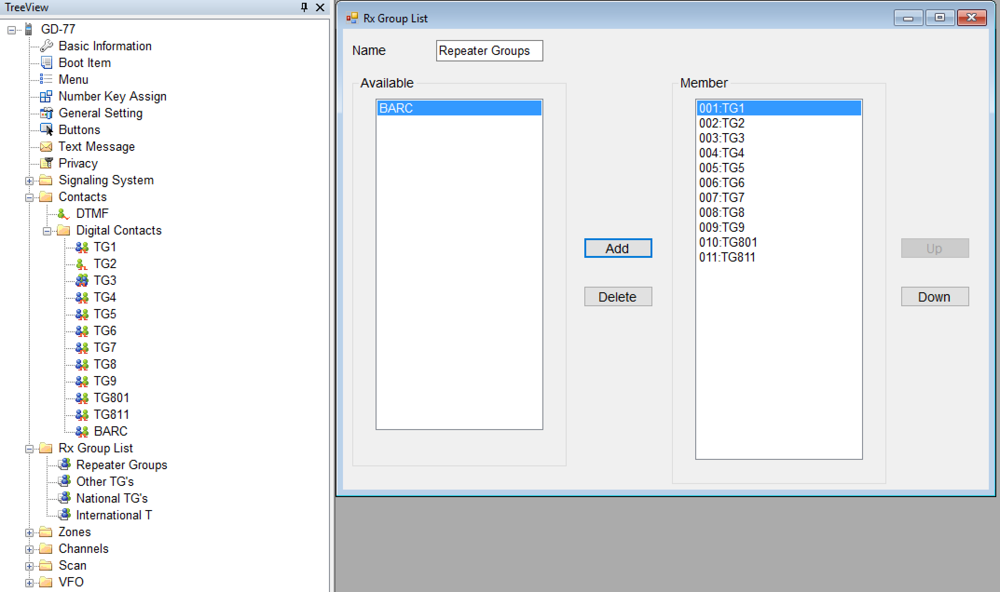 TreeView
GD-77
Basic Information
Boot Item
Menu
Number Key Assign
General Setting
Buttons
Text Message
Privacy
Signaling System
Contacts
DTMF
Digital Contacts
TG1
TG2
TG3
TG4
TG5
TG6
TG7
TG8
TG9
TG801
TG811
BARC
Rx Group List
Repeater Groups
Other TG's
National TG's
International T
Zones
Channels
Scan
VFO
Rx Group List
Name
Repeater Groups
Available
BARC
Add
Delete
Member
001:TG1
002:TG2
003:TG3
004:TG4
005:TG5
006:TG6
007:TG7
008:TG8
009:TG9
010:TG801
011:TG811
Up
Down